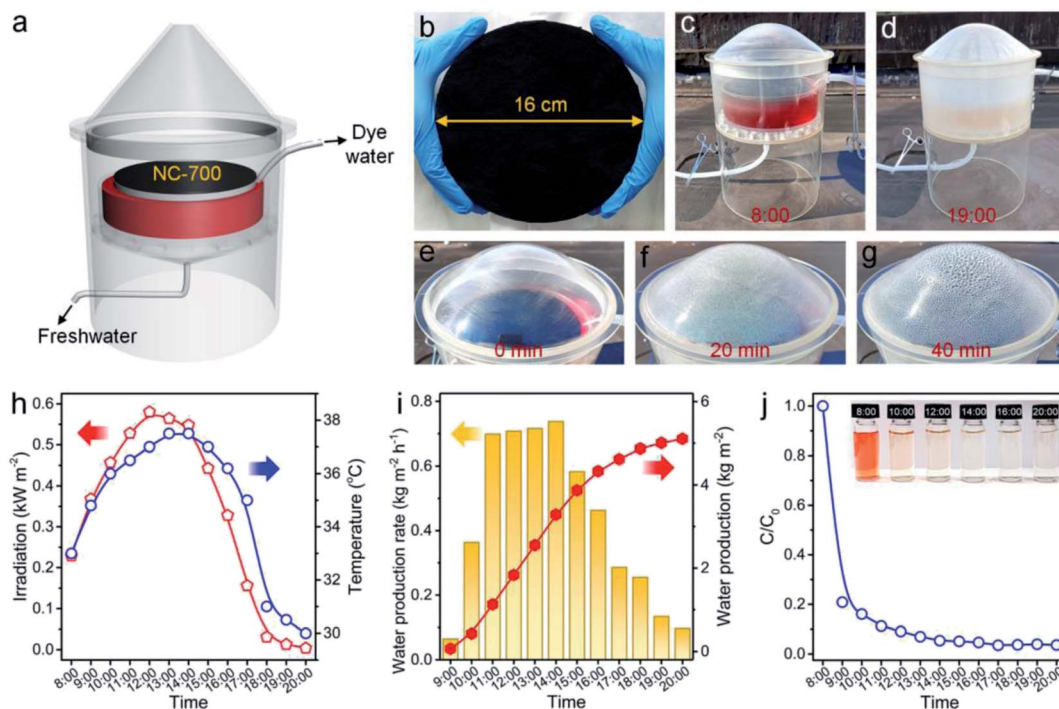 a
NC-700
Dye
water
Freshwater
b
16 cm
c
8:00
d
19:00
e
0 min
f
20 min
g
40 min
h
Irradiation (kW m⁻²)
0.6
0.5
0.4
0.3
0.2
0.1
0.0
38
36
34
32
30
Temperature (°C)
8:00 9:00 10:00 11:00 12:00 13:00 14:00 15:00 16:00 17:00 18:00 19:00 20:00
Time
i
Water production rate (kg m⁻² h⁻¹)
0.8
0.6
0.4
0.2
0.0
6
4
2
0
Water production (kg m⁻²)
9:00 10:00 11:00 12:00 13:00 14:00 15:00 16:00 17:00 18:00 19:00 20:00
Time
j
C/C₀
1.0
0.8
0.6
0.4
0.2
0.0
8:00 10:00 12:00 14:00 16:00 20:00
8:00 9:00 10:00 11:00 12:00 13:00 14:00 15:00 16:00 17:00 18:00 19:00 20:00
Time